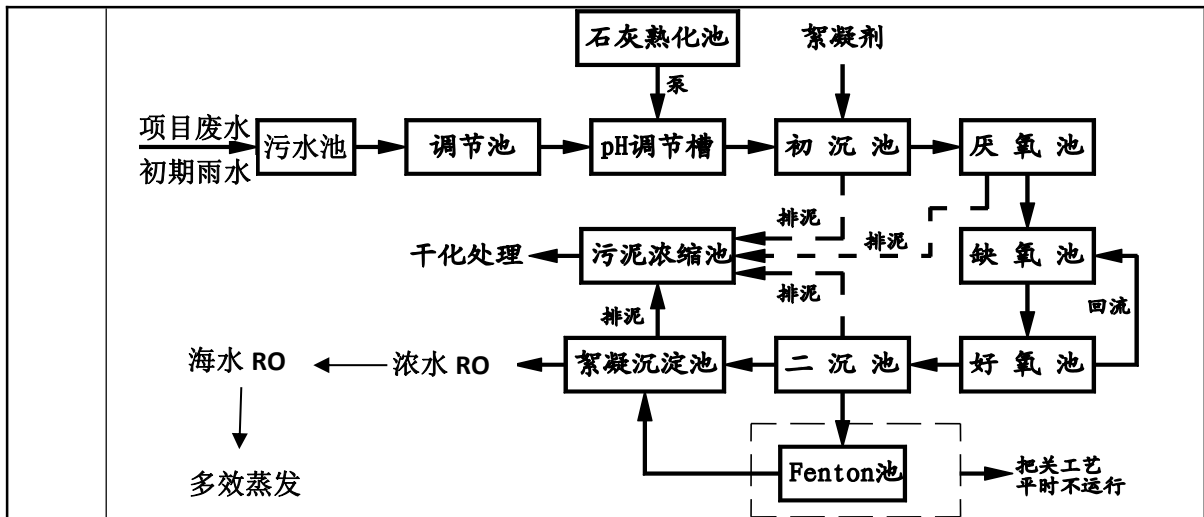 石灰熟化池
絮凝剂
泵
项目废水
初期雨水
污水池
调节池
pH调节槽
初沉池
厌氧池
排泥
排泥
干化处理
污泥浓缩池
缺氧池
排泥
排泥
回流
海水 RO
浓水 RO
絮凝沉淀池
二沉池
好氧池
多效蒸发
Fenton池
把关工艺
平时不运行